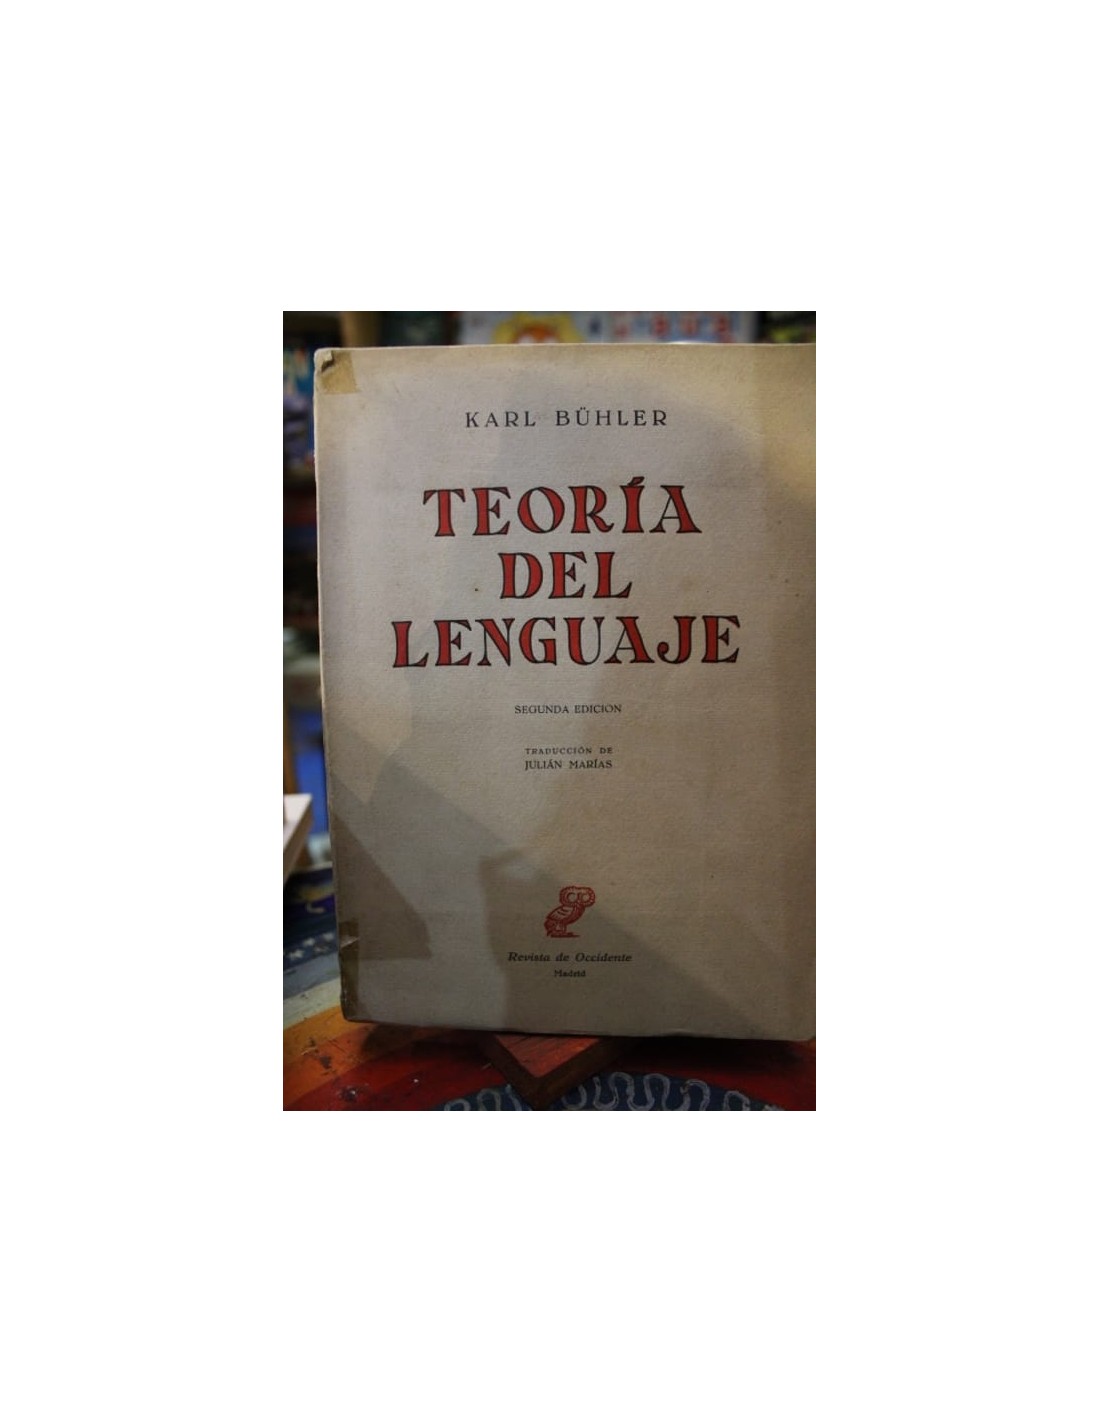 KARL BÜHLER
TEORÍA
DEL
LENGUAJE
SEGUNDA EDICION
TRADUCCIÓN DE
JULIÁN MARÍAS
Revista de Occidente
Madrid